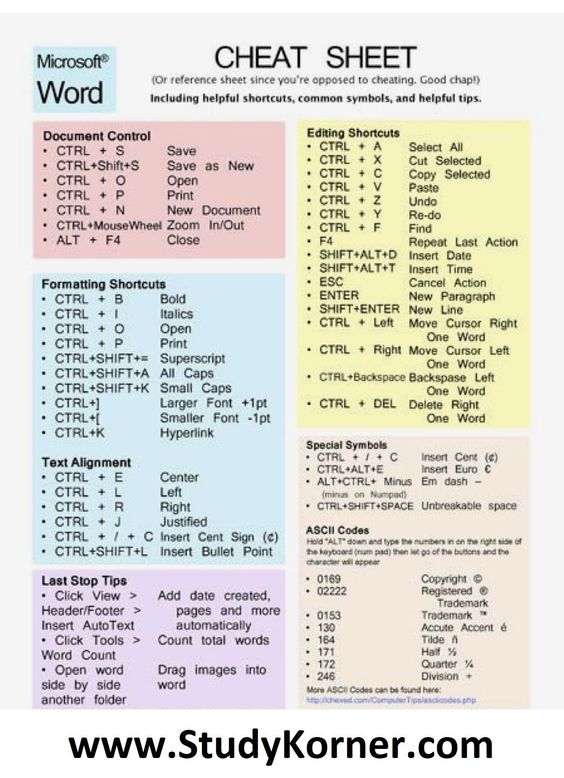 Microsoft®
Word
CHEAT SHEET
(Or reference sheet since you're opposed to cheating. Good chap!)
Including helpful shortcuts, common symbols, and helpful tips.
Document Control
• CTRL + S Save
• CTRL+Shift+S Save as New
• CTRL + O Open
• CTRL + P Print
• CTRL + N New Document
• CTRL+MouseWheel Zoom In/Out
• ALT + F4 Close
Formatting Shortcuts
• CTRL + B Bold
• CTRL + I Italics
• CTRL + O Open
• CTRL + P Print
• CTRL+SHIFT+= Superscript
• CTRL+SHIFT+A All Caps
• CTRL+SHIFT+K Small Caps
• CTRL+] Larger Font +1pt
• CTRL+[ Smaller Font -1pt
• CTRL+K Hyperlink
Text Alignment
• CTRL + E Center
• CTRL + L Left
• CTRL + R Right
• CTRL + J Justified
• CTRL + / + C Insert Cent Sign (¢)
• CTRL+SHIFT+L Insert Bullet Point
Last Stop Tips
• Click View > Add date created,
Header/Footer > pages and more
Insert AutoText automatically
• Click Tools > Count total words
Word Count
• Open word Drag images into
side by side word
another folder
Editing Shortcuts
• CTRL + A Select All
• CTRL + X Cut Selected
• CTRL + C Copy Selected
• CTRL + V Paste
• CTRL + Z Undo
• CTRL + Y Re-do
• CTRL + F Find
• F4 Repeat Last Action
• SHIFT+ALT+D Insert Date
• SHIFT+ALT+T Insert Time
• ESC Cancel Action
• ENTER New Paragraph
• SHIFT+ENTER New Line
• CTRL + Left Move Cursor Right
One Word
• CTRL + Right Move Cursor Left
One Word
• CTRL+Backspace Backspase Left
One Word
• CTRL + DEL Delete Right
One Word
Special Symbols
• CTRL + / + C Insert Cent (¢)
• CTRL+ALT+E Insert Euro €
• ALT+CTRL+ Minus Em dash –
(minus on Numpad)
• CTRL+SHIFT+SPACE Unbreakable space
ASCII Codes
Hold "ALT" down and type the numbers in on the right side of
the keyboard (num pad) then let go of the buttons and the
character will appear
• 0169 Copyright ©
• 02222 Registered ®
Trademark
• 0153 Trademark ™
• 130 Accute Accent é
• 164 Tilde ñ
• 171 Half ½
• 172 Quarter ¼
• 246 Division ÷
More ASCII Codes can be found here:
http://chexed.com/ComputerTips/asciicodes.php
www.StudyKorner.com